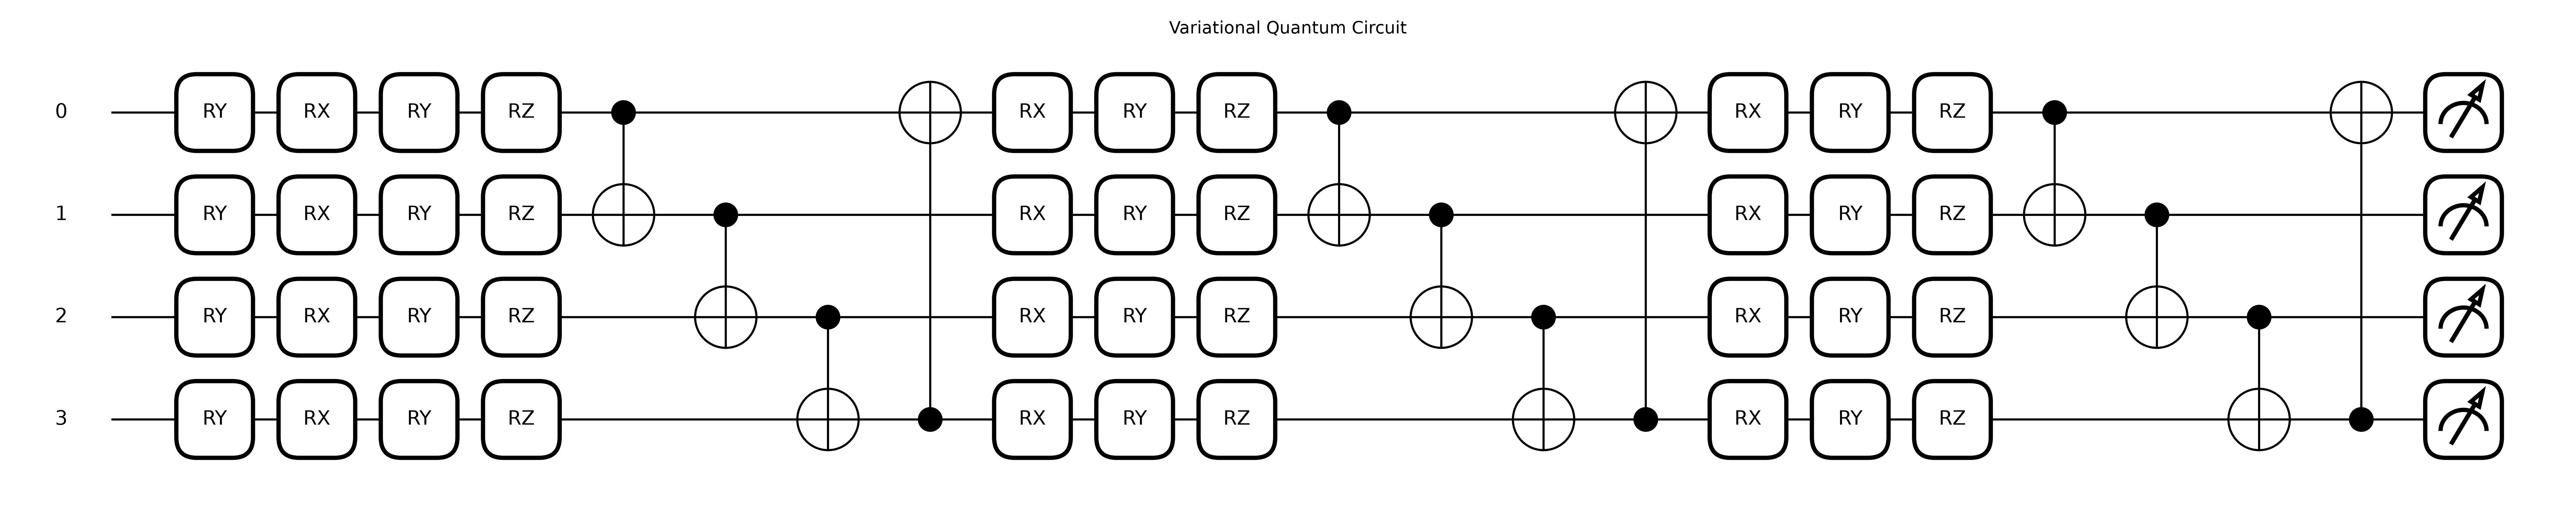 Variational Quantum Circuit
0 RY RX RY RZ RX RY RZ RX RY RZ
1 RY RX RY RZ RX RY RZ RX RY RZ
2 RY RX RY RZ RX RY RZ RX RY RZ
3 RY RX RY RZ RX RY RZ RX RY RZ